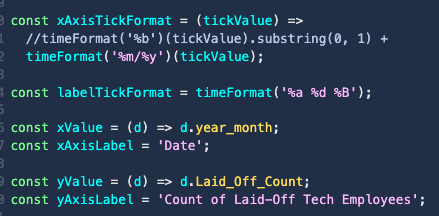 const xAxisTickFormat = (tickValue) =>
//timeFormat('%b')(tickValue).substring(0, 1) +
timeFormat('%m/%y')(tickValue);
const labelTickFormat = timeFormat('%a %d %B');
const xValue = (d) => d.year_month;
const xAxisLabel = 'Date';
const yValue = (d) => d.Laid_Off_Count;
const yAxisLabel = 'Count of Laid-Off Tech Employees';